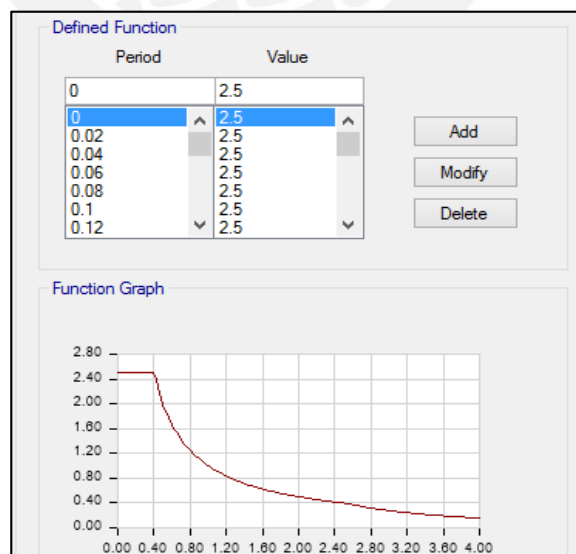 Defined Function
Period Value
0 2.5
0 2.5
0.02 2.5
0.04 2.5
0.06 2.5
0.08 2.5
0.1 2.5
0.12 2.5
Add
Modify
Delete
Function Graph
2.80
2.40
2.00
1.60
1.20
0.80
0.40
0.00
0.00 0.40 0.80 1.20 1.60 2.00 2.40 2.80 3.20 3.60 4.00